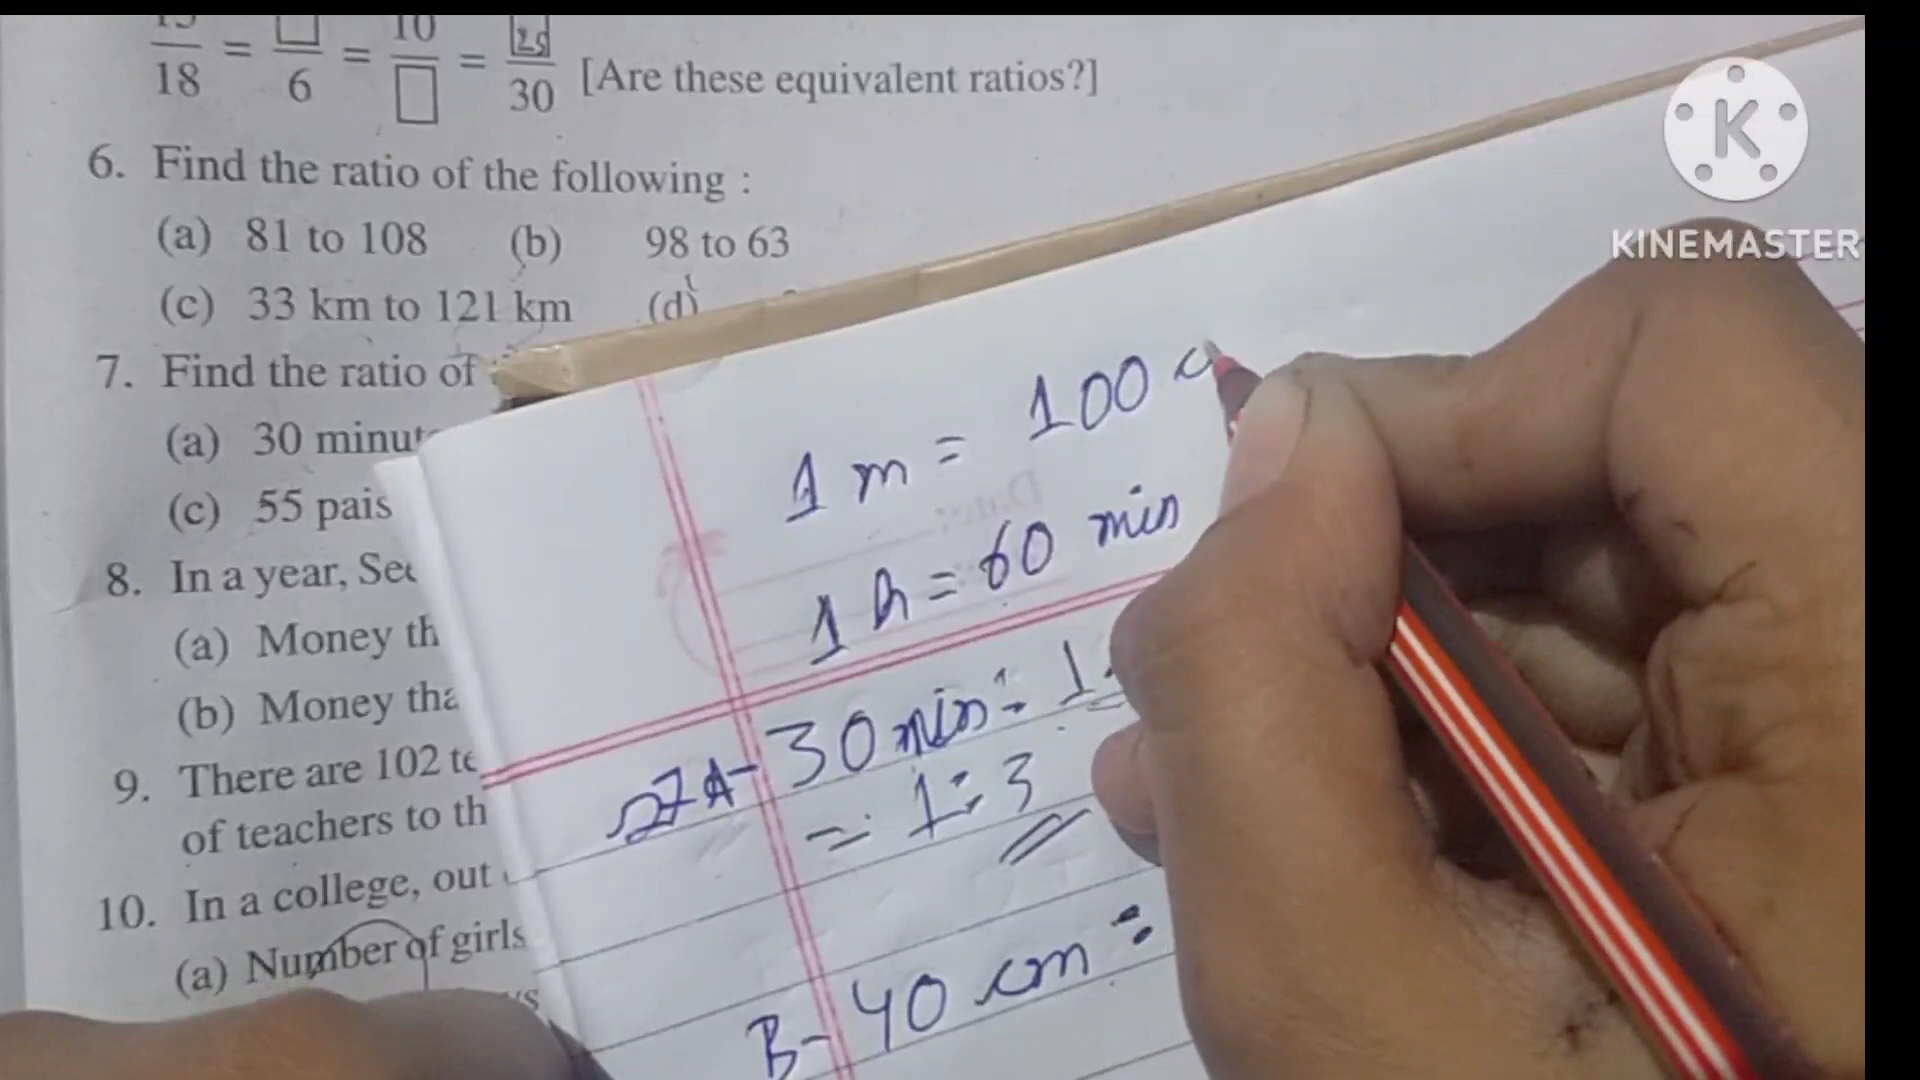 18 = 6 = 10 = 25
30 [Are these equivalent ratios?]
6. Find the ratio of the following :
(a) 81 to 108 (b) 98 to 63
(c) 33 km to 121 km (d)
7. Find the ratio of
(a) 30 minut
(c) 55 pais
8. In a year, See
(a) Money th
(b) Money tha
9. There are 102 te
of teachers to th
10. In a college, out
(a) Number of girls
1 m = 100 c
1 h = 60 min
7A- 30 min : 1
= 1:3
B- 40 cm :
K
KINEMASTER